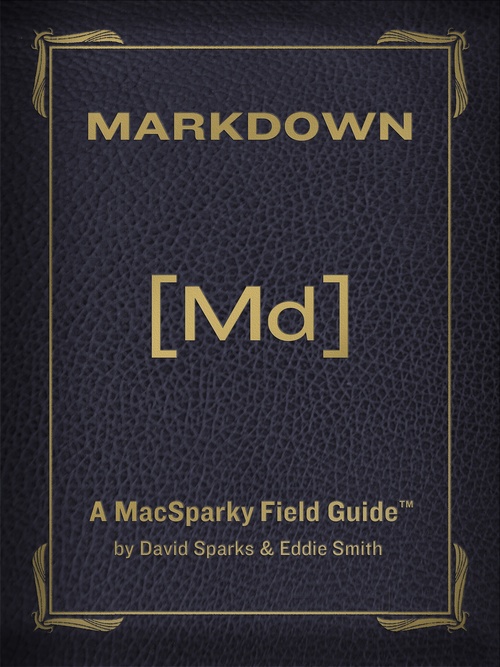 MARKDOWN
[Md]
A MacSparky Field Guide™
by David Sparks & Eddie Smith